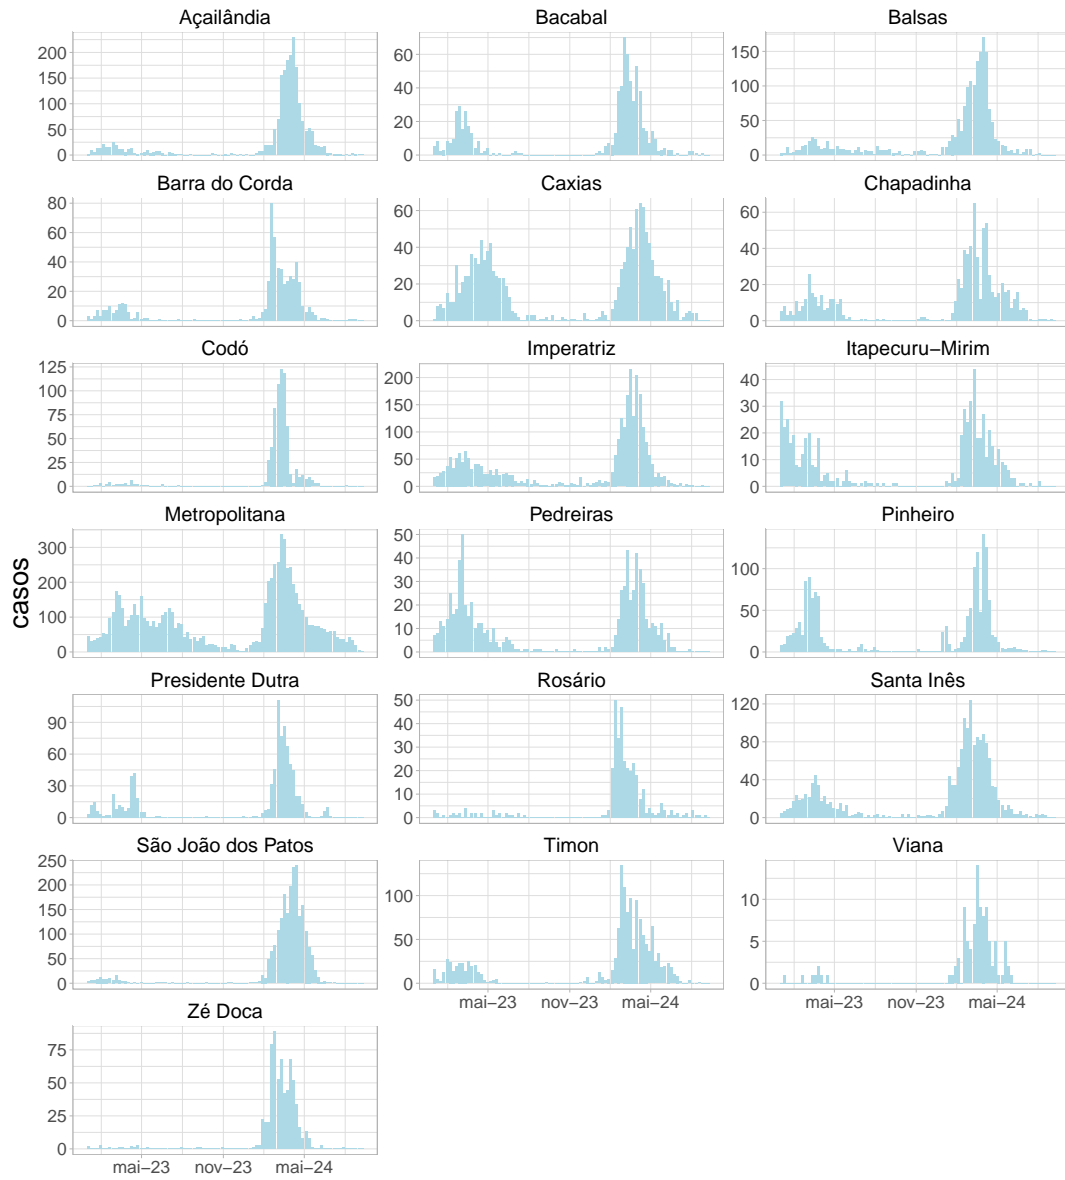 Açailândia Bacabal Balsas
200 150 100 50 0
60 40 20 0
150 100 50 0
Barra do Corda Caxias Chapadinha
80 60 40 20 0
60 40 20 0
60 40 20 0
Codó Imperatriz Itapecuru−Mirim
125 100 75 50 25 0
200 150 100 50 0
40 30 20 10 0
casos
Metropolitana Pedreiras Pinheiro
300 200 100 0
50 40 30 20 10 0
100 50 0
Presidente Dutra Rosário Santa Inês
90 60 30 0
50 40 30 20 10 0
120 80 40 0
São João dos Patos Timon Viana
250 200 150 100 50 0
100 50 0
10 5 0
mai−23 nov−23 mai−24 mai−23 nov−23 mai−24
Zé Doca
75 50 25 0
mai−23 nov−23 mai−24